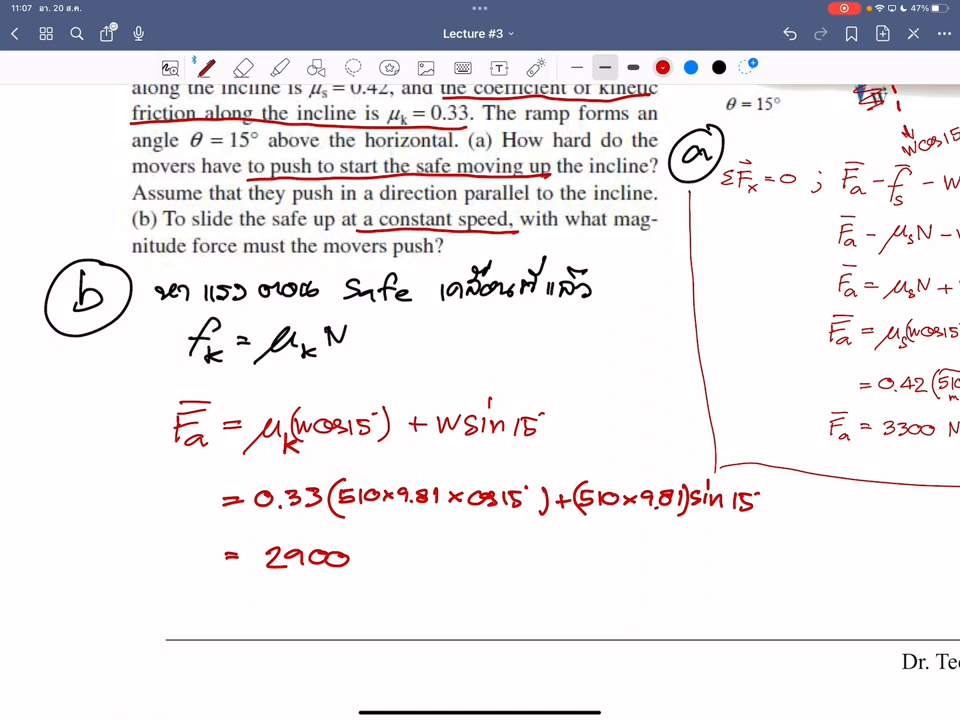 11:07 อา. 20 ส.ค.
47%
Lecture #3
along the incline is μs = 0.42, and the coefficient of kinetic
friction along the incline is μk = 0.33. The ramp forms an
angle θ = 15° above the horizontal. (a) How hard do the
movers have to push to start the safe moving up the incline?
Assume that they push in a direction parallel to the incline.
(b) To slide the safe up at a constant speed, with what mag-
nitude force must the movers push?
θ = 15°
wcos15
a
ΣFx = 0 ; Fa - fs - w
Fa - μsN -
Fa = μsN +
Fa = μs(wcos15
= 0.42 (510
m
Fa = 3300 N
b หาแรงตอน Safe เคลื่อนที่แล้ว
fk = μk N
Fa = μk(wcos15°) + wsin15°
= 0.33 (510×9.81×cos15°) + (510×9.81)sin15°
= 2900
Dr. Tee